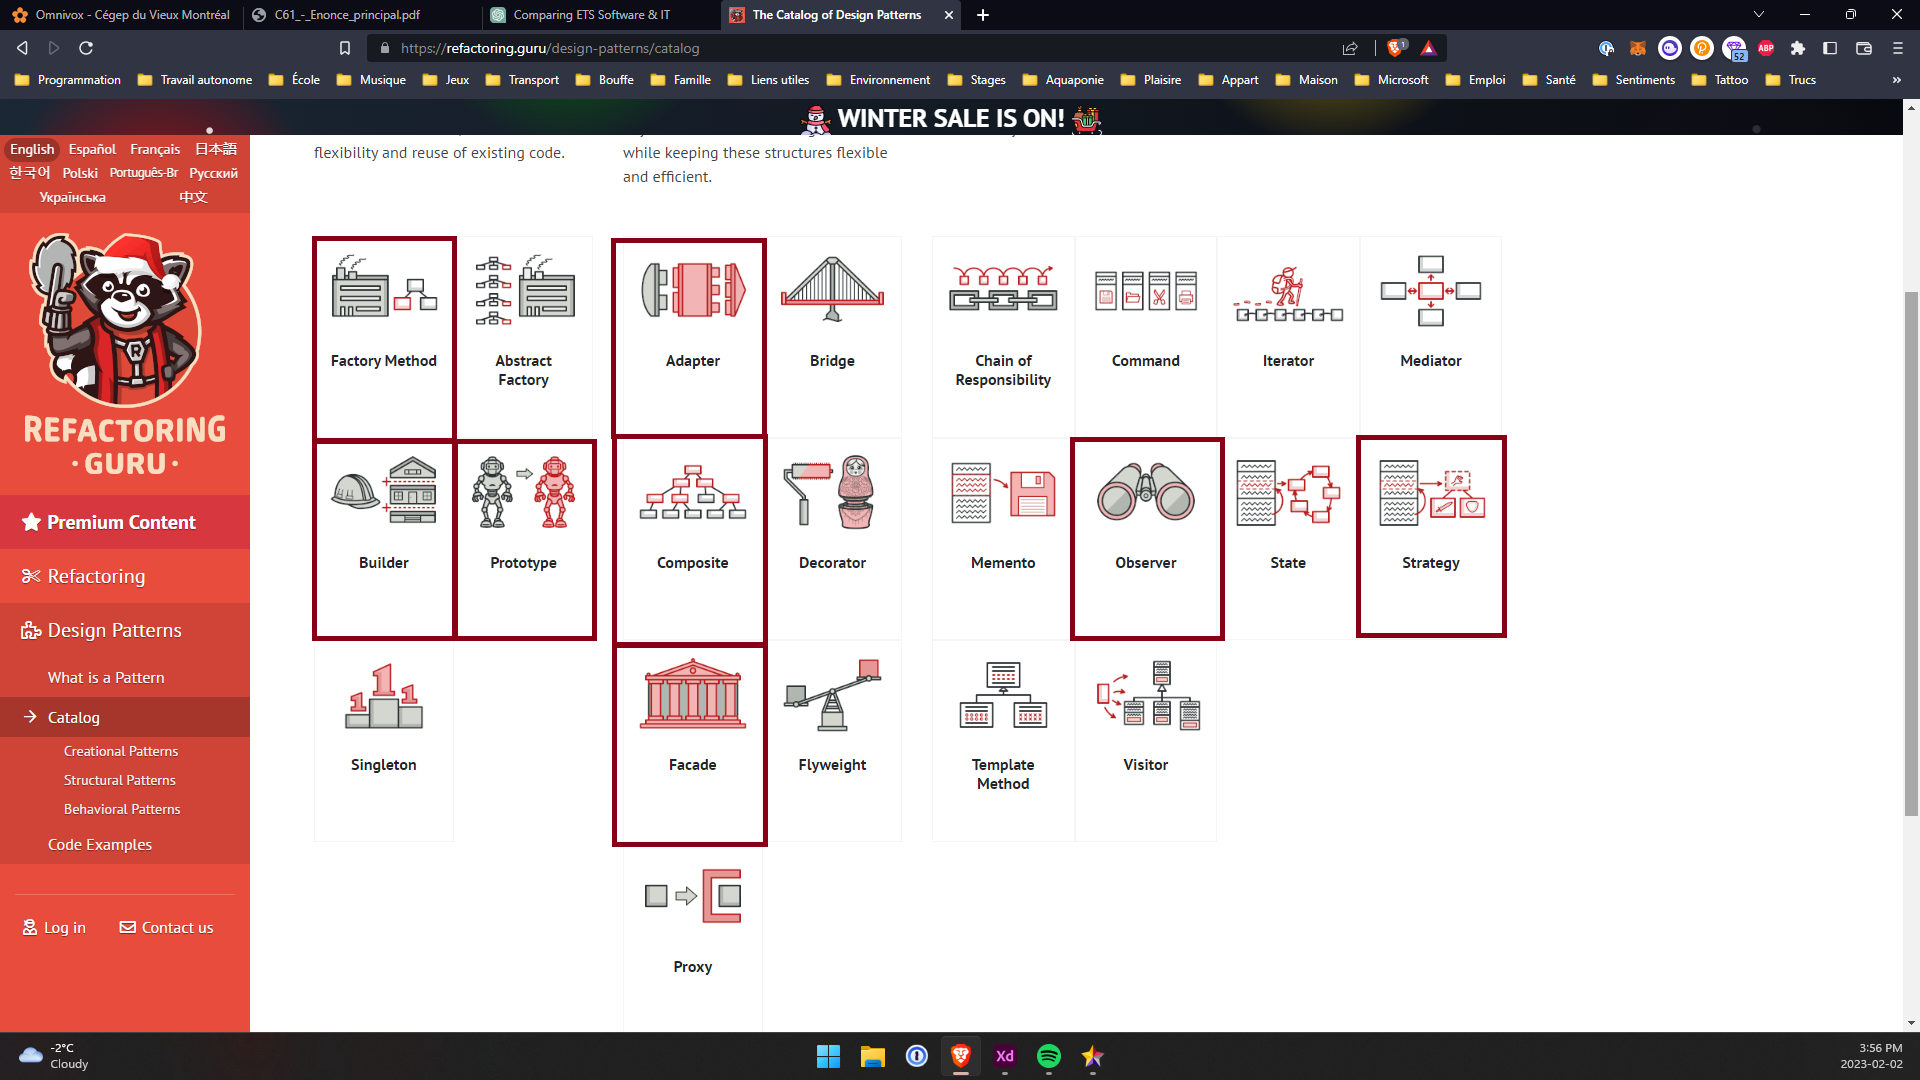 Omnivox - Cégep du Vieux Montréal
C61_-_Enonce_principal.pdf
Comparing ETS Software & IT
The Catalog of Design Patterns
https://refactoring.guru/design-patterns/catalog
1
52
ABP
Programmation
Travail autonome
École
Musique
Jeux
Transport
Bouffe
Famille
Liens utiles
Environnement
Stages
Aquaponie
Plaisire
Appart
Maison
Microsoft
Emploi
Santé
Sentiments
Tattoo
Trucs
»
WINTER SALE IS ON!
English Español Français 日本語
한국어 Polski Português-Br Русский
Українська 中文
R
REFACTORING
·GURU·
Premium Content
Refactoring
Design Patterns
What is a Pattern
Catalog
Creational Patterns
Structural Patterns
Behavioral Patterns
Code Examples
Log in
Contact us
flexibility and reuse of existing code.
while keeping these structures flexible
and efficient.
Factory Method
Abstract
Factory
Adapter
Bridge
Chain of
Responsibility
Command
Iterator
Mediator
Builder
Prototype
Composite
Decorator
Memento
Observer
State
Strategy
1 1 1
Singleton
Facade
Flyweight
Template
Method
Visitor
Proxy
-2°C
Cloudy
Xd
3:56 PM
2023-02-02